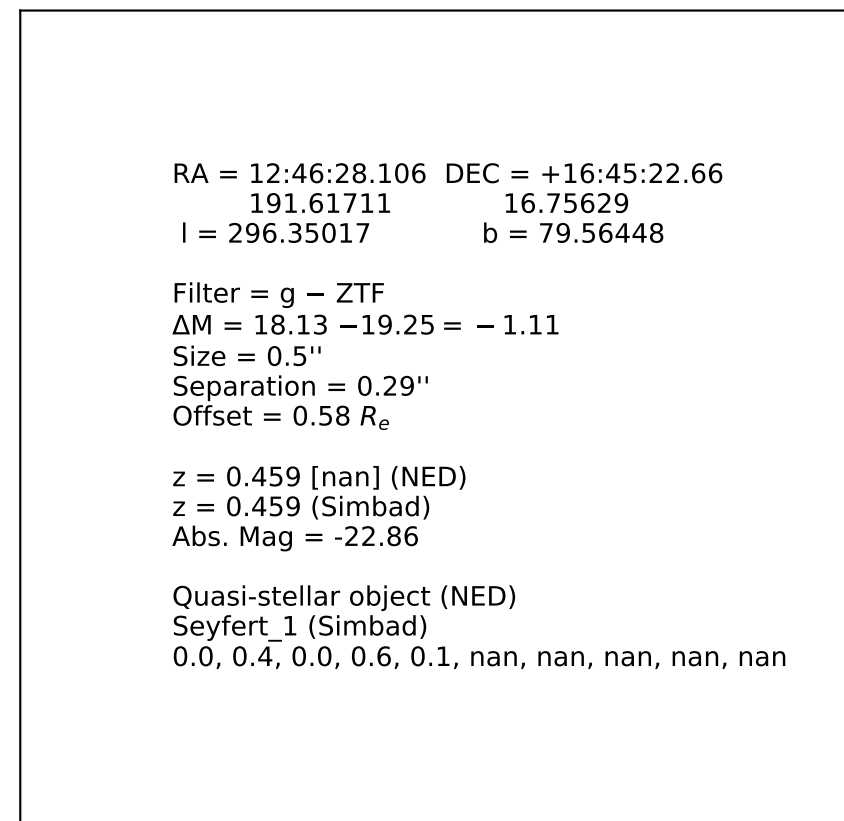 RA = 12:46:28.106  DEC = +16:45:22.66
191.61711  16.75629
l = 296.35017  b = 79.56448
Filter = g − ZTF
ΔM = 18.13 −19.25 = − 1.11
Size = 0.5''
Separation = 0.29''
Offset = 0.58 Rₑ
z = 0.459 [nan] (NED)
z = 0.459 (Simbad)
Abs. Mag = -22.86
Quasi-stellar object (NED)
Seyfert_1 (Simbad)
0.0, 0.4, 0.0, 0.6, 0.1, nan, nan, nan, nan, nan